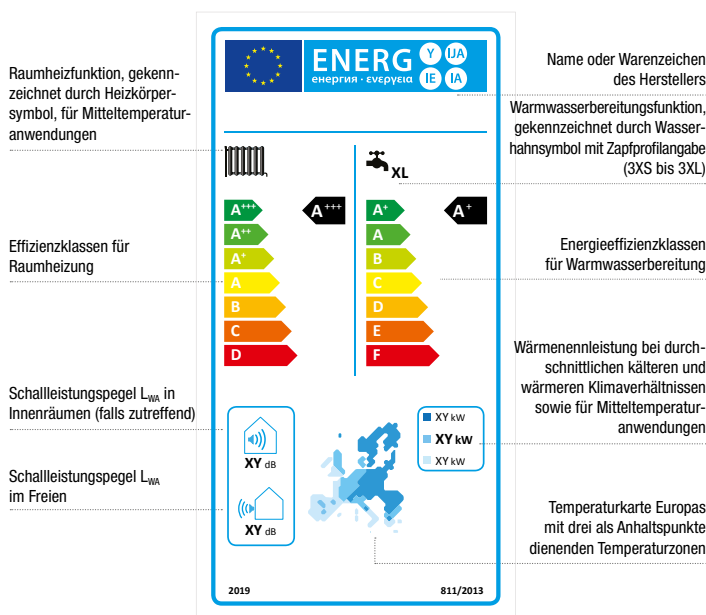 Raumheizfunktion, gekenn-
zeichnet durch Heizkörper-
symbol, für Mitteltemperatur-
anwendungen
Effizienzklassen für
Raumheizung
Schallleistungspegel LWA in
Innenräumen (falls zutreffend)
Schallleistungspegel LWA
im Freien
ENERG
енергия · ενεργεια
Y IJA
IE IA
XL
A+++
A++
A+
A
B
C
D
A+++
A+
A
B
C
D
E
F
A+
XY dB
XY dB
XY kW
XY kW
XY kW
2019
811/2013
Name oder Warenzeichen
des Herstellers
Warmwasserbereitungsfunktion,
gekennzeichnet durch Wasser-
hahnsymbol mit Zapfprofilangabe
(3XS bis 3XL)
Energieeffizienzklassen
für Warmwasserbereitung
Wärmenennleistung bei durch-
schnittlichen kälteren und
wärmeren Klimaverhältnissen
sowie für Mitteltemperatur-
anwendungen
Temperaturkarte Europas
mit drei als Anhaltspunkte
dienenden Temperaturzonen